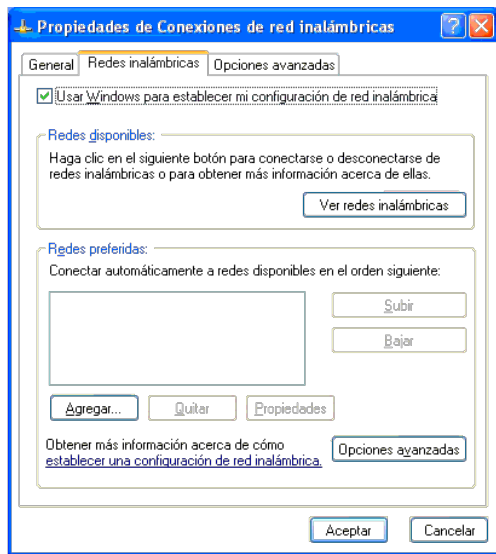 Propiedades de Conexiones de red inalámbricas
General Redes inalámbricas Opciones avanzadas
Usar Windows para establecer mi configuración de red inalámbrica
Redes disponibles:
Haga clic en el siguiente botón para conectarse o desconectarse de
redes inalámbricas o para obtener más información acerca de ellas.
Ver redes inalámbricas
Redes preferidas:
Conectar automáticamente a redes disponibles en el orden siguiente:
Subir
Bajar
Agregar... Quitar Propiedades
Obtener más información acerca de cómo
establecer una configuración de red inalámbrica.
Opciones avanzadas
Aceptar Cancelar